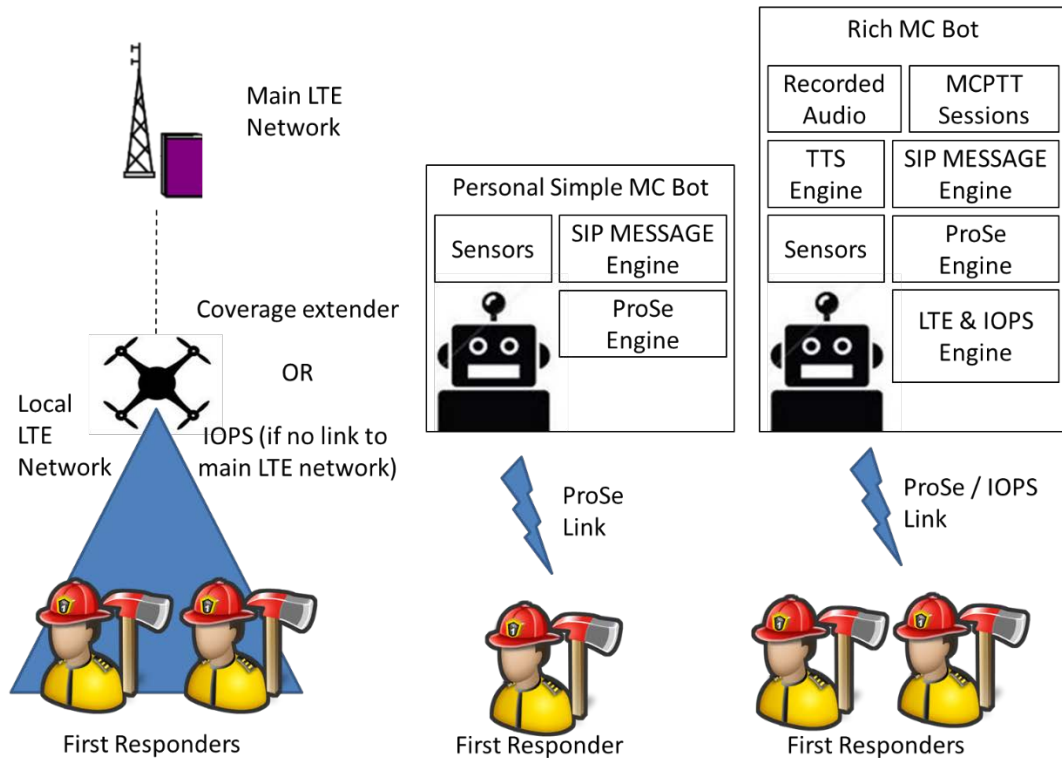 Main LTE
Network
Coverage extender
OR
Local
LTE
Network
IOPS (if no link to
main LTE network)
First Responders
Personal Simple MC Bot
Sensors
SIP MESSAGE
Engine
ProSe
Engine
ProSe
Link
First Responder
Rich MC Bot
Recorded
Audio
MCPTT
Sessions
TTS
Engine
SIP MESSAGE
Engine
Sensors
ProSe
Engine
LTE & IOPS
Engine
ProSe / IOPS
Link
First Responders